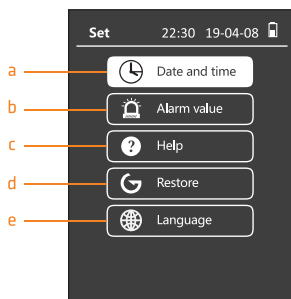 Set 22:30 19-04-08
a Date and time
b Alarm value
c ? Help
d Restore
e Language